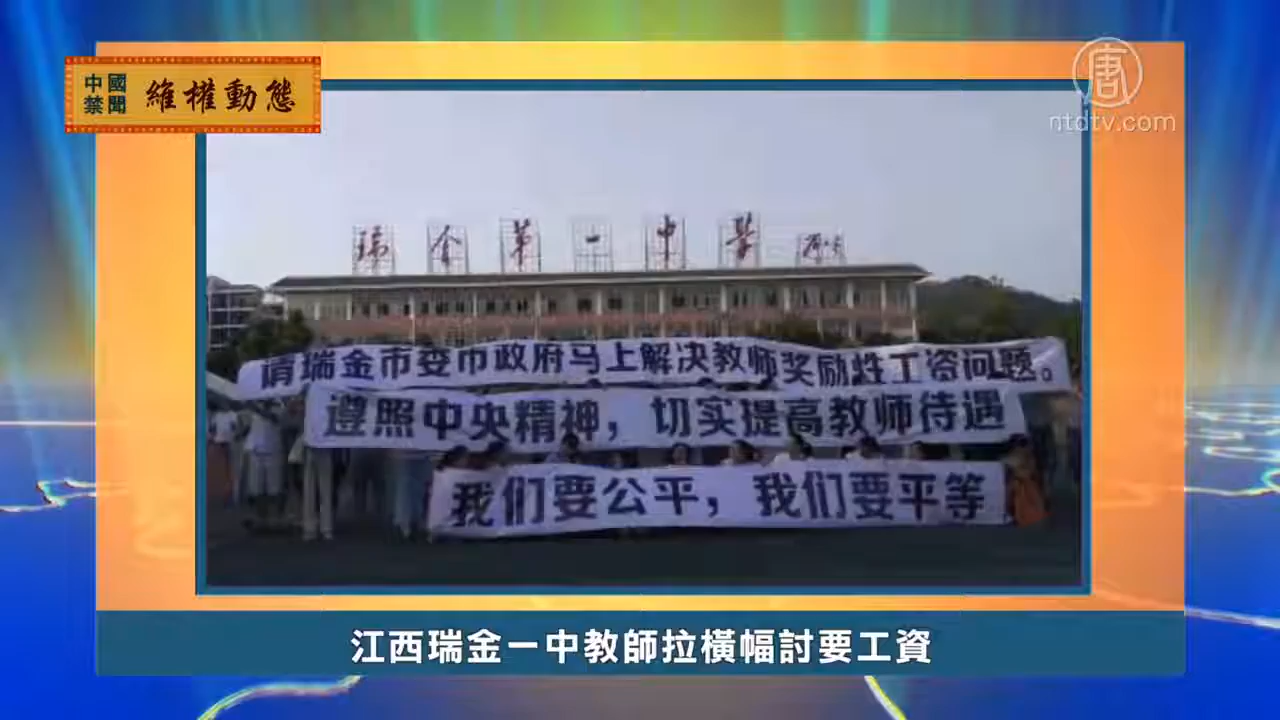 中國禁聞
維權動態
唐
ntdtv.com
瑞金第一中學
请瑞金市委市政府马上解决教师奖励性工资问题。
遵照中央精神，切实提高教师待遇
我们要公平，我们要平等
江西瑞金一中教師拉橫幅討要工資